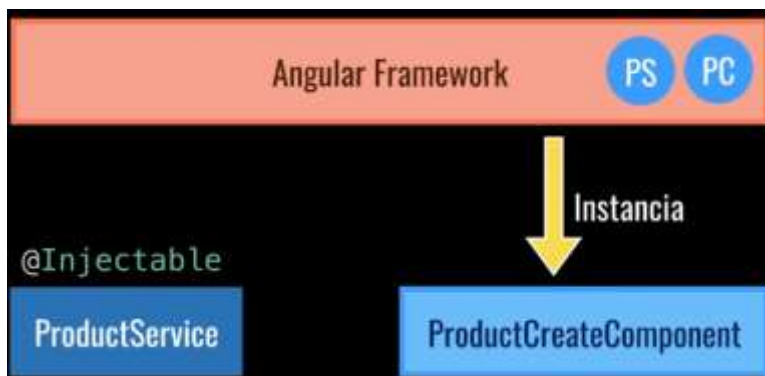 Angular Framework
PS
PC
Instancia
@Injectable
ProductService
ProductCreateComponent